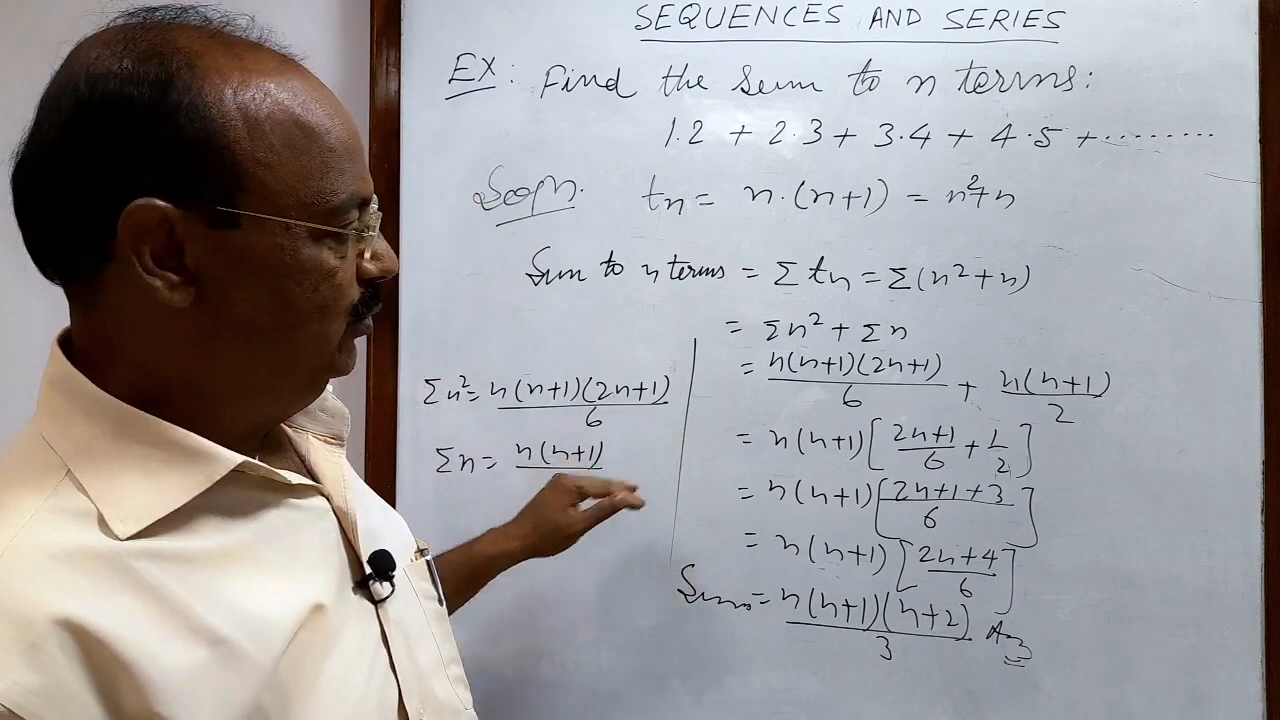 SEQUENCES AND SERIES
EX: Find the sum to n terms:
1.2 + 2.3 + 3.4 + 4.5 + ........
Soln. tn = n.(n+1) = n²+n
Sum to n terms = Σ tn = Σ(n²+n)
= Σn² + Σn
= n(n+1)(2n+1)/6 + n(n+1)/2
= n(n+1)[2n+1/6 + 1/2]
= n(n+1)[2n+1+3/6]
= n(n+1)[2n+4/6]
Sum = n(n+1)(n+2)/3 Ans
Σn² = n(n+1)(2n+1)/6
Σn = n(n+1)